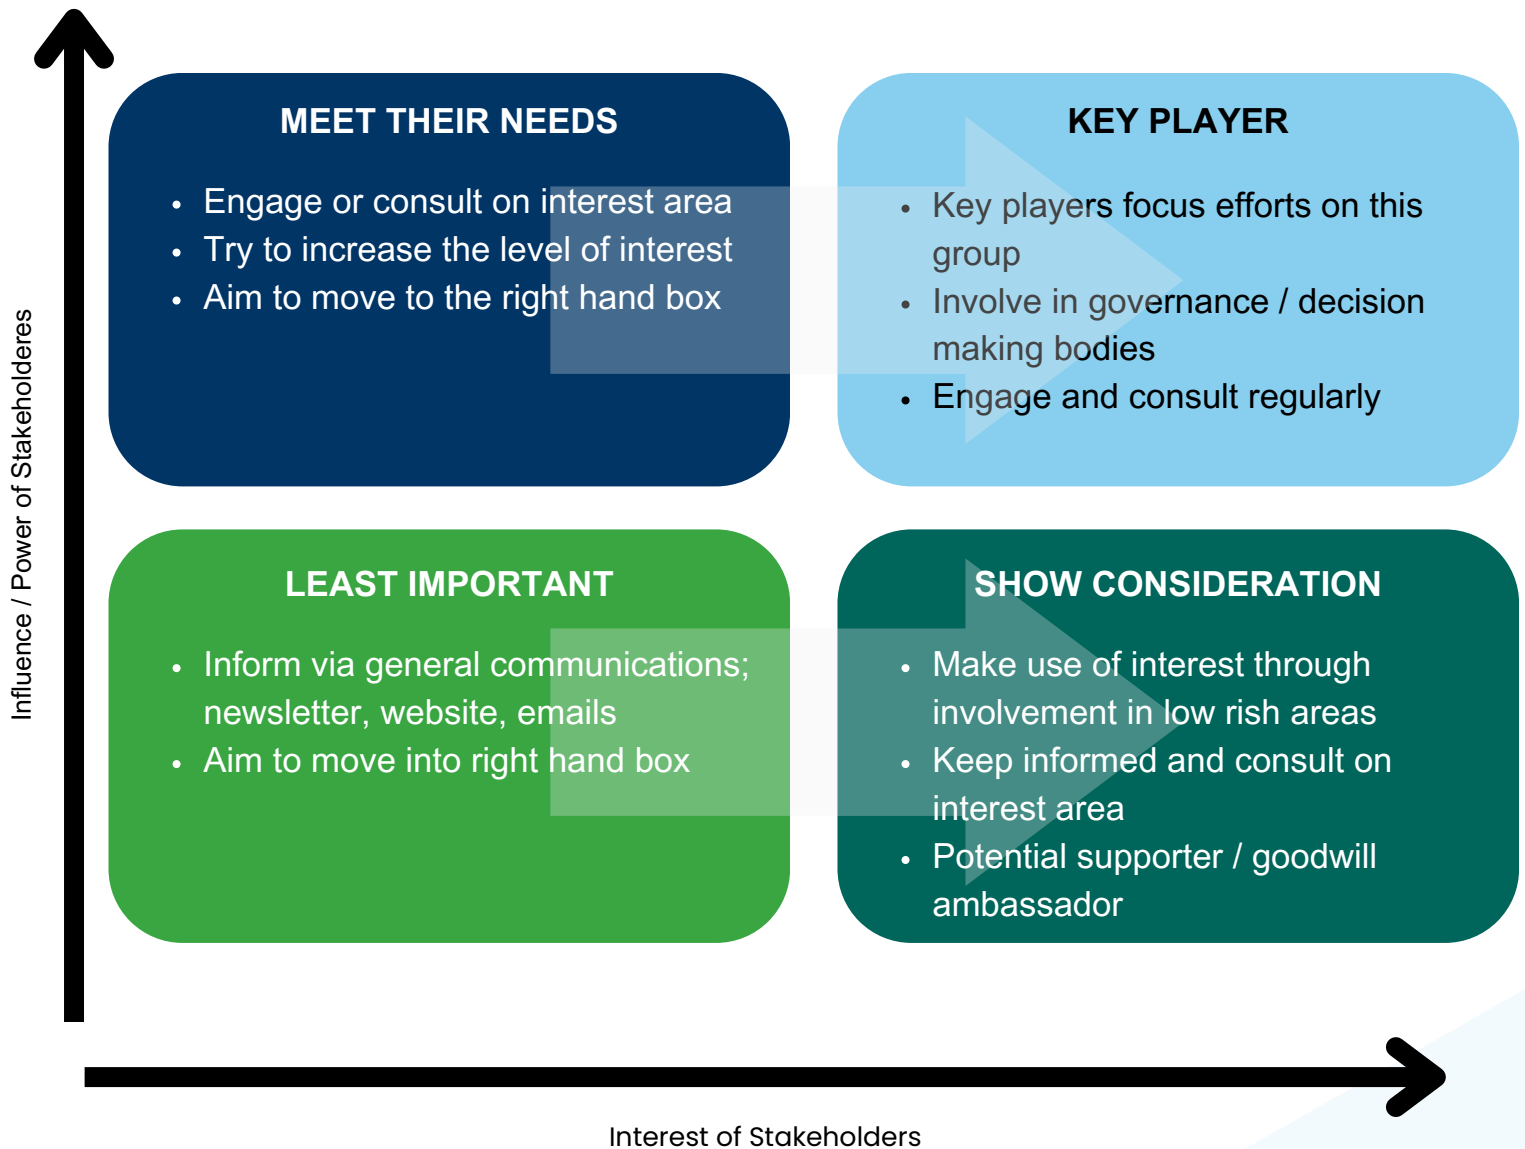 MEET THEIR NEEDS
• Engage or consult on interest area
• Try to increase the level of interest
• Aim to move to the right hand box
KEY PLAYER
• Key players focus efforts on this
group
• Involve in governance / decision
making bodies
• Engage and consult regularly
Influence / Power of Stakeholderes
LEAST IMPORTANT
• Inform via general communications;
newsletter, website, emails
• Aim to move into right hand box
SHOW CONSIDERATION
• Make use of interest through
involvement in low rish areas
• Keep informed and consult on
interest area
• Potential supporter / goodwill
ambassador
Interest of Stakeholders